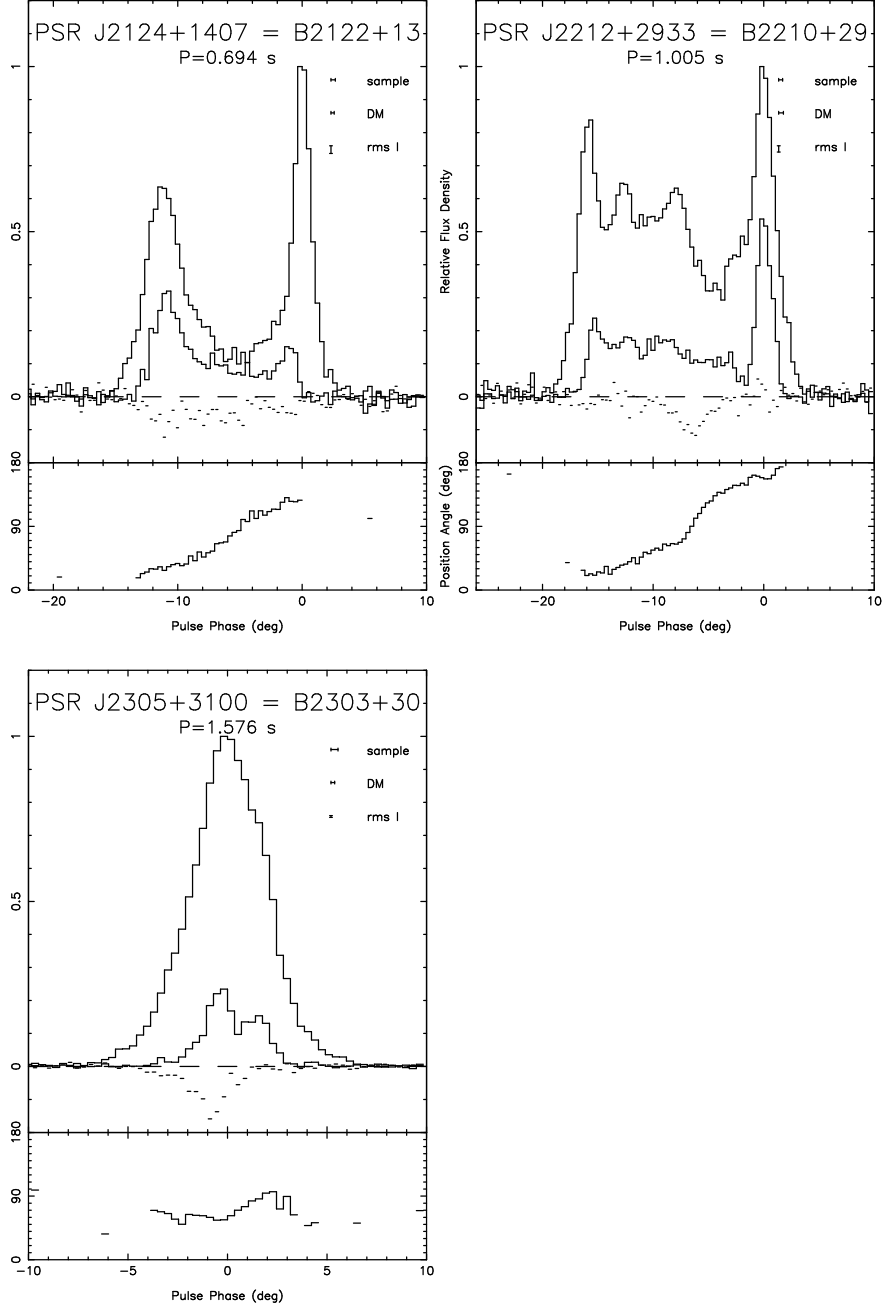 PSR J2124+1407 = B2122+13
P=0.694 s
1
0.5
0
180
90
0
sample
DM
rms I
−20
−10
0
10
Pulse Phase (deg)
PSR J2212+2933 = B2210+29
P=1.005 s
Relative Flux Density
Position Angle (deg)
1
0.5
0
180
90
0
sample
DM
rms I
−20
−10
0
10
Pulse Phase (deg)
PSR J2305+3100 = B2303+30
P=1.576 s
1
0.5
0
180
90
0
sample
DM
rms I
−10
−5
0
5
10
Pulse Phase (deg)